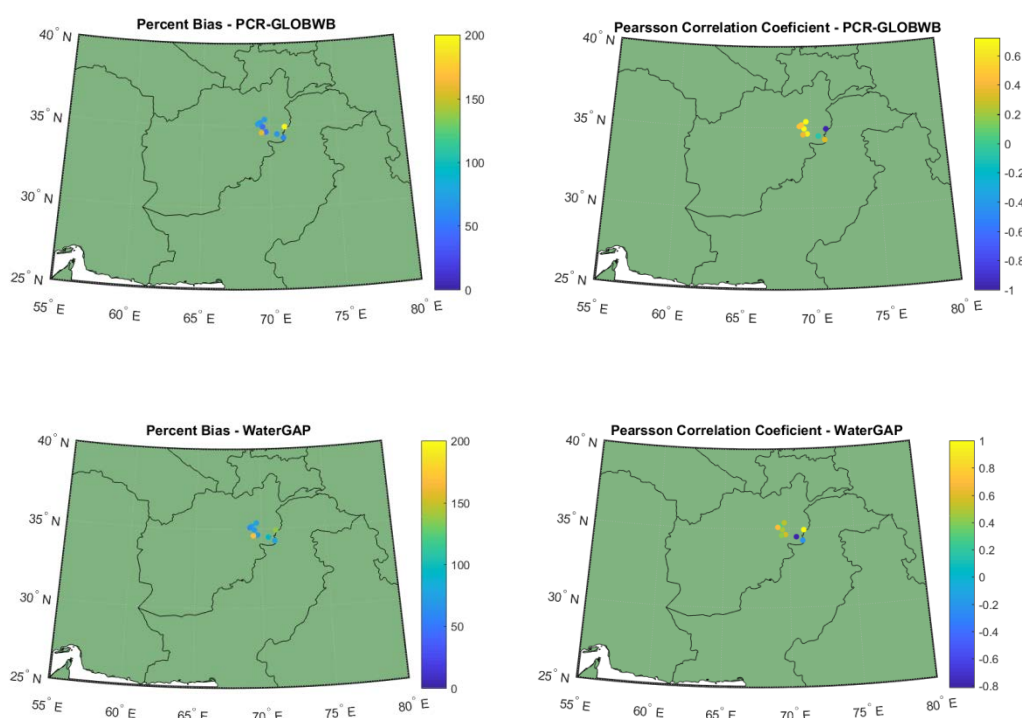 Percent Bias - PCR-GLOBWB
40° N
35° N
30° N
25° N
55° E
60° E
65° E
70° E
75° E
80° E
200
150
100
50
0
Pearsson Correlation Coeficient - PCR-GLOBWB
40° N
35° N
30° N
25° N
55° E
60° E
65° E
70° E
75° E
80° E
0.6
0.4
0.2
0
-0.2
-0.4
-0.6
-0.8
-1
Percent Bias - WaterGAP
40° N
35° N
30° N
25° N
55° E
60° E
65° E
70° E
75° E
80° E
200
150
100
50
0
Pearsson Correlation Coeficient - WaterGAP
40° N
35° N
30° N
25° N
55° E
60° E
65° E
70° E
75° E
80° E
1
0.8
0.6
0.4
0.2
0
-0.2
-0.4
-0.6
-0.8